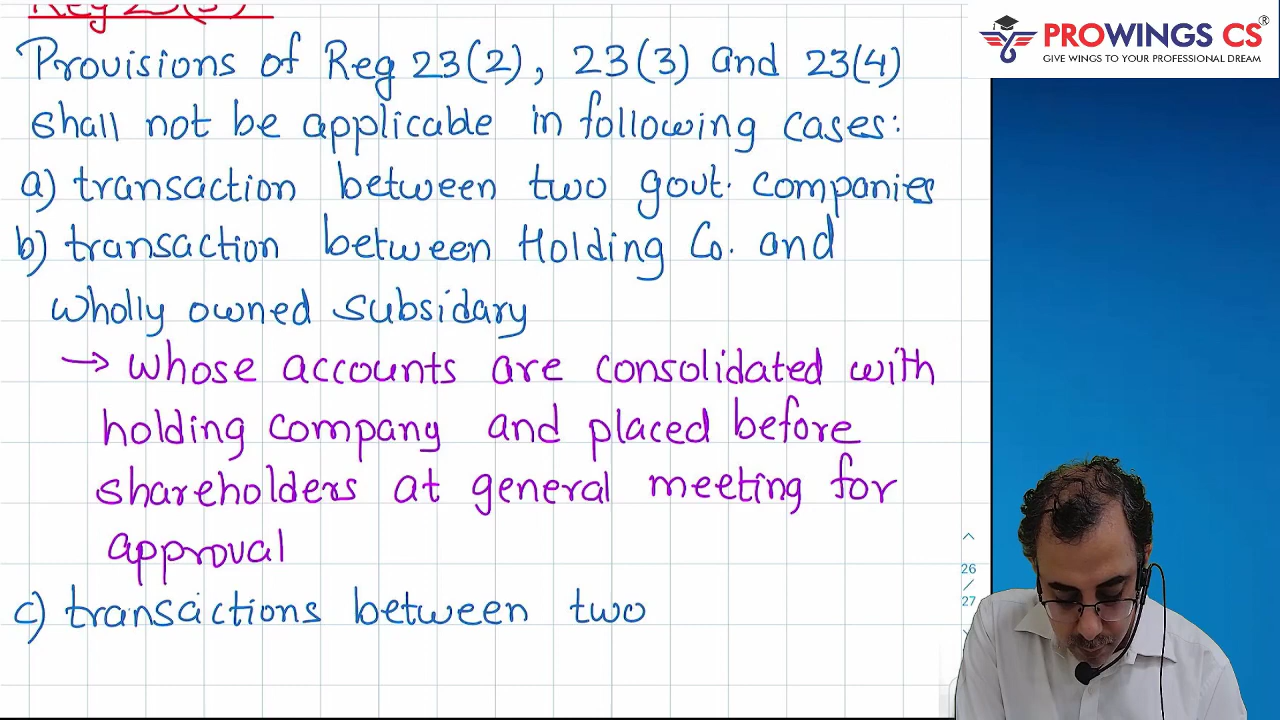 Reg 23(5)
PROWINGS CS®
GIVE WINGS TO YOUR PROFESSIONAL DREAM
Provisions of Reg 23(2), 23(3) and 23(4)
shall not be applicable in following cases:
a) transaction between two govt. companies
b) transaction between Holding Co. and
wholly owned subsidary
→ whose accounts are consolidated with
holding company and placed before
shareholders at general meeting for
approval
c) transactions between two
26
/
27